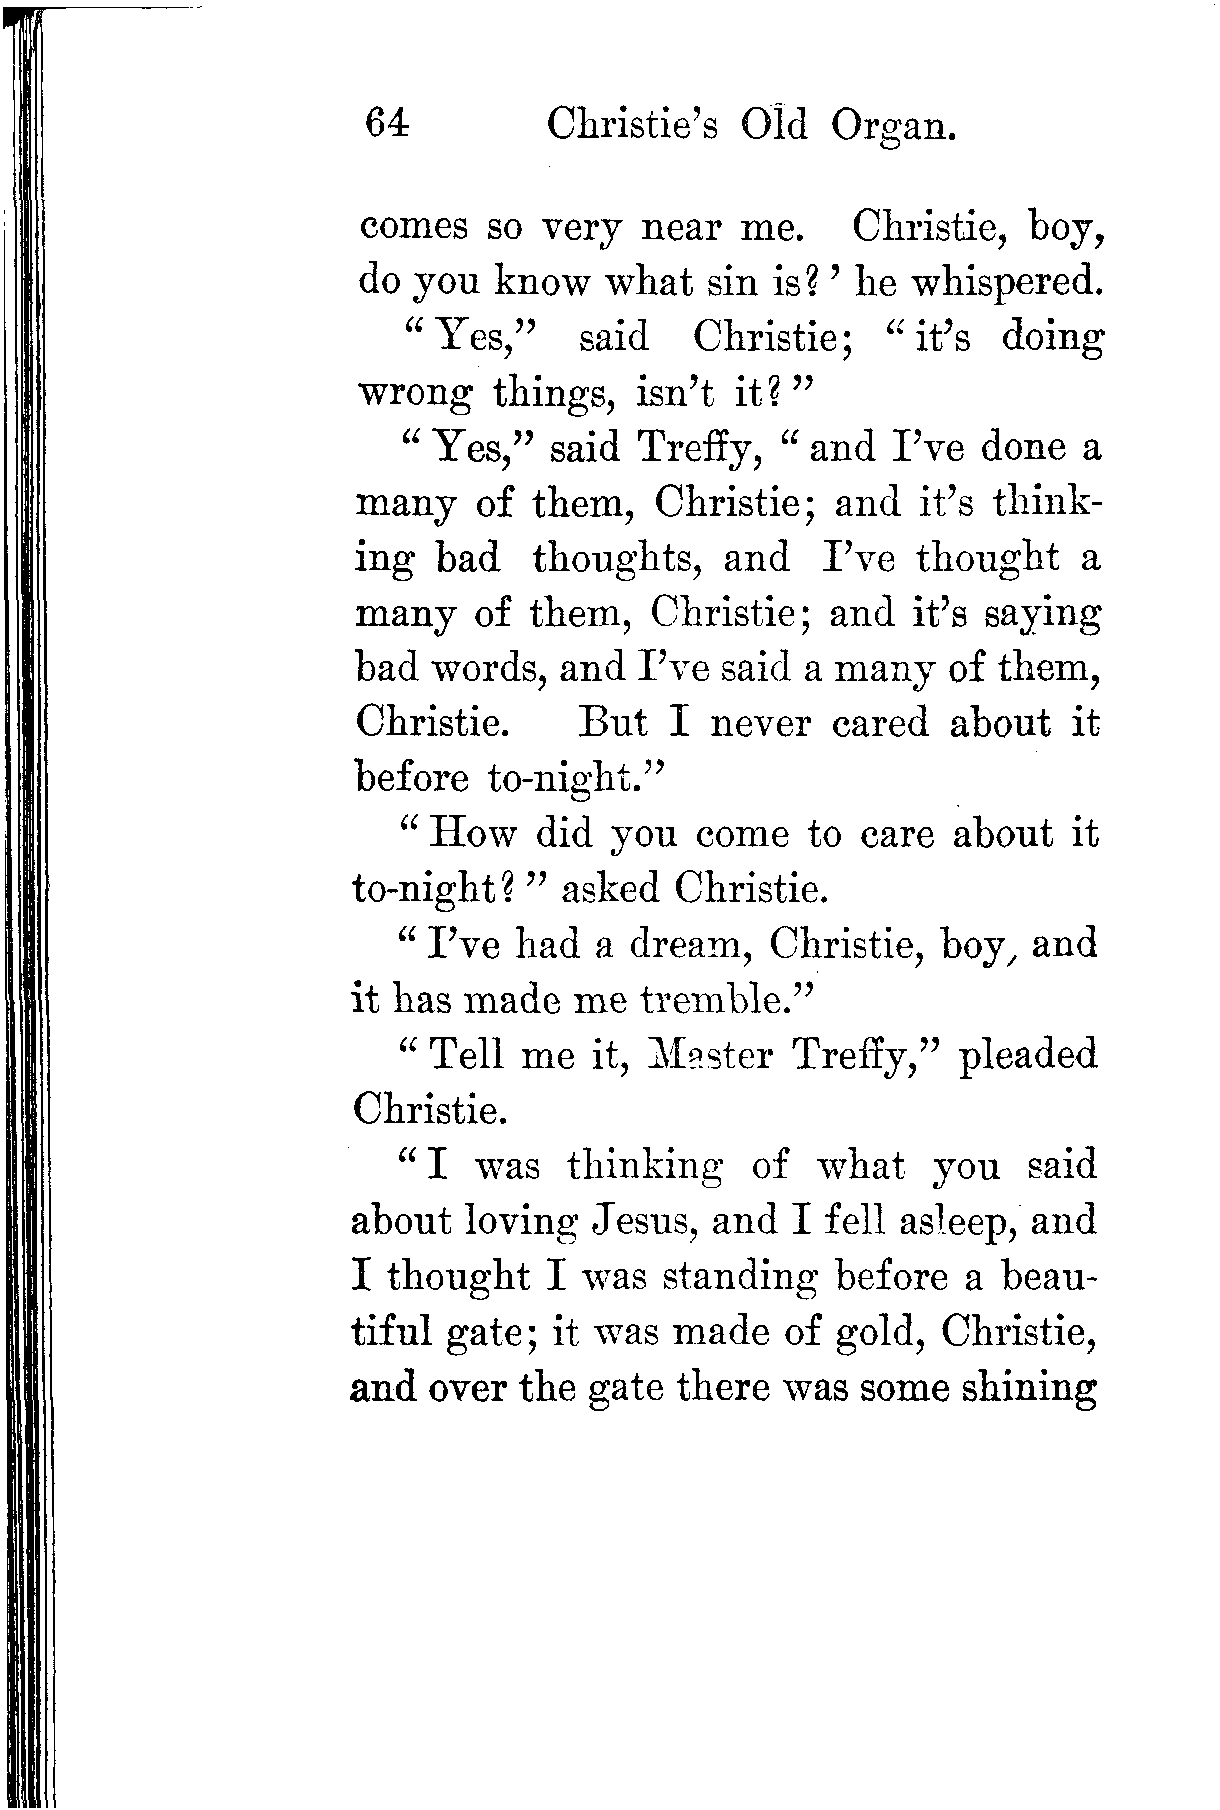 64 Christie's Old Organ.
comes so very near me. Christie, boy,
do you know what sin is?' he whispered.
"Yes," said Christie; "it's doing
wrong things, isn't it?"
"Yes," said Treffy, "and I've done a
many of them, Christie; and it's think-
ing bad thoughts, and I've thought a
many of them, Christie; and it's saying
bad words, and I've said a many of them,
Christie. But I never cared about it
before to-night."
"How did you come to care about it
to-night?" asked Christie.
"I've had a dream, Christie, boy, and
it has made me tremble."
"Tell me it, Master Treffy," pleaded
Christie.
"I was thinking of what you said
about loving Jesus, and I fell asleep, and
I thought I was standing before a beau-
tiful gate; it was made of gold, Christie,
and over the gate there was some shining